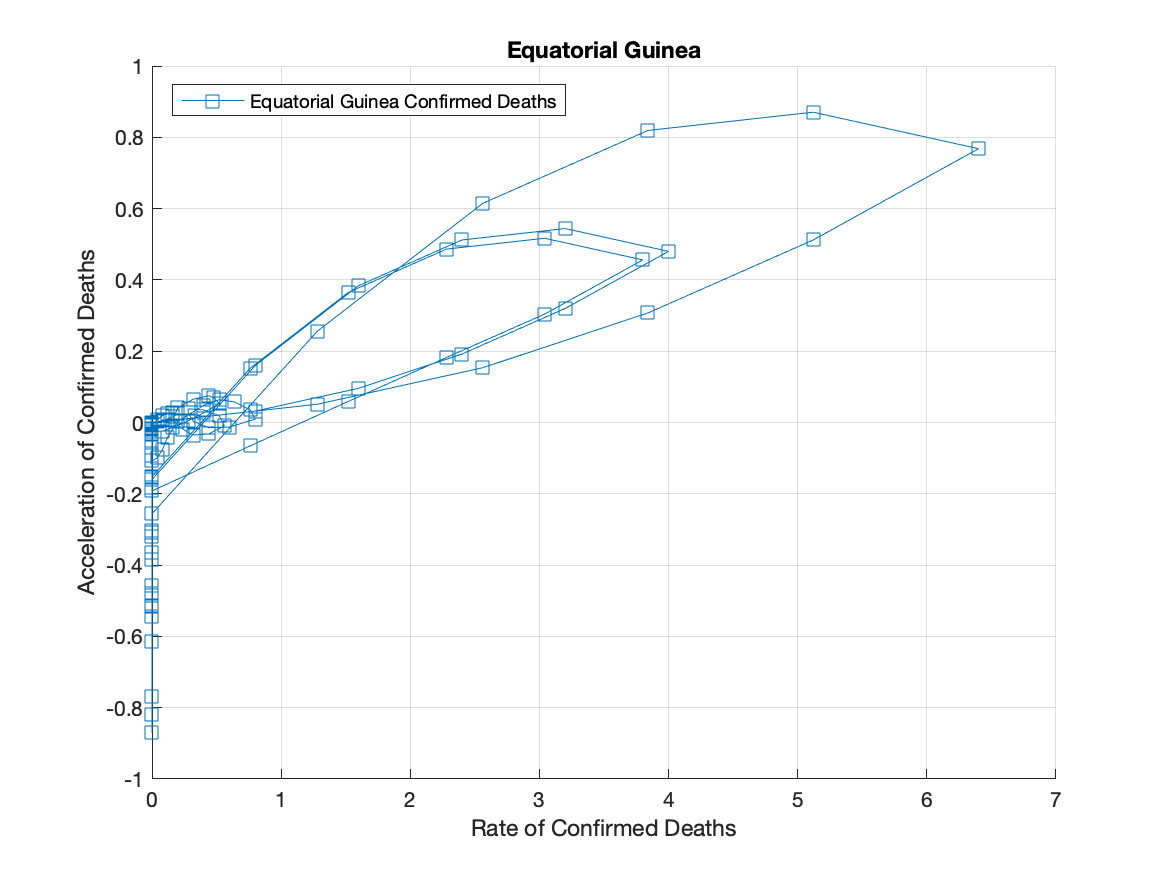 Equatorial Guinea
Equatorial Guinea Confirmed Deaths
1
0.8
0.6
0.4
0.2
0
-0.2
-0.4
-0.6
-0.8
-1
Acceleration of Confirmed Deaths
0 1 2 3 4 5 6 7
Rate of Confirmed Deaths